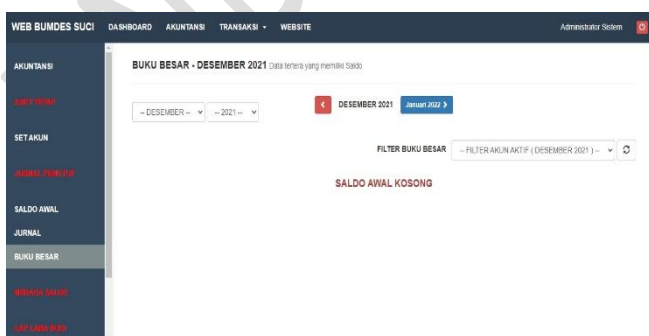 WEB BUMDES SUCI DASHBOARD AKUNTANSI TRANSAKSI WEBSITE Administrator Sistem
AKUNTANSI
BUKU BESAR - DESEMBER 2021 Data tertera yang memiliki Saldo
-- DESEMBER -- -- 2021 -- DESEMBER 2021 Januari 2022
SET AKUN
FILTER BUKU BESAR -- FILTER AKUN AKTIF ( DESEMBER 2021 ) --
SALDO AWAL KOSONG
SALDO AWAL
JURNAL
BUKU BESAR